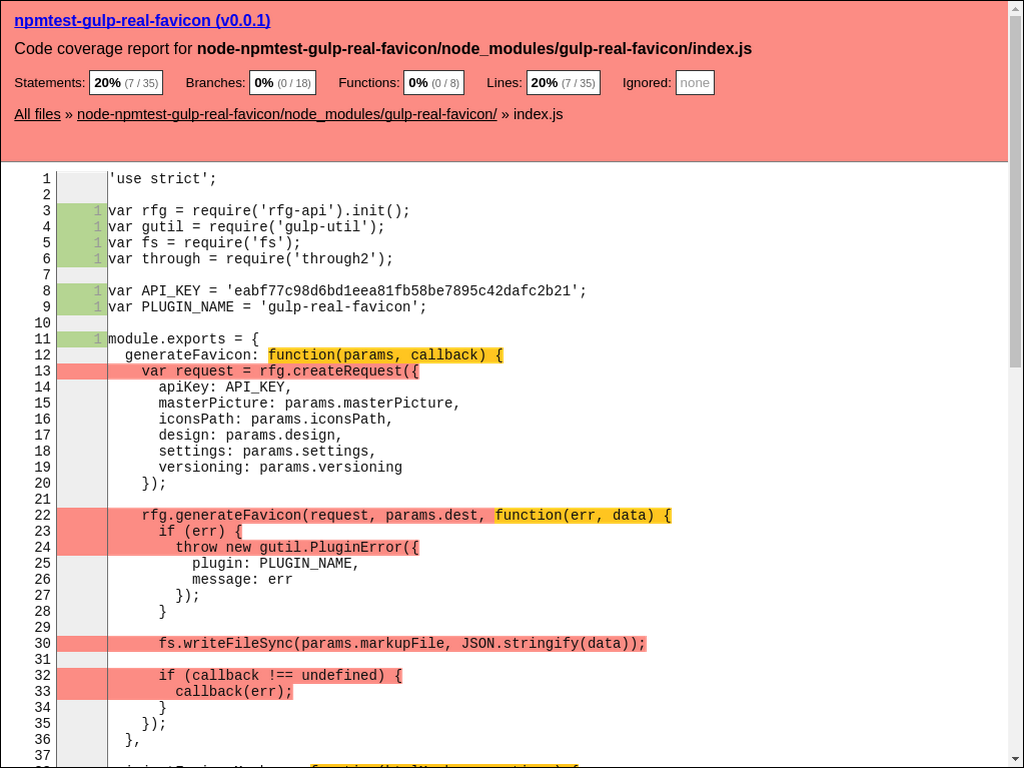 npmtest-gulp-real-favicon (v0.0.1)
Code coverage report for node-npmtest-gulp-real-favicon/node_modules/gulp-real-favicon/index.js
Statements: 20% (7 / 35) Branches: 0% (0 / 18) Functions: 0% (0 / 8) Lines: 20% (7 / 35) Ignored: none
All files » node-npmtest-gulp-real-favicon/node_modules/gulp-real-favicon/ » index.js
1 'use strict';
2
3 1 var rfg = require('rfg-api').init();
4 1 var gutil = require('gulp-util');
5 1 var fs = require('fs');
6 1 var through = require('through2');
7
8 1 var API_KEY = 'eabf77c98d6bd1eea81fb58be7895c42dafc2b21';
9 1 var PLUGIN_NAME = 'gulp-real-favicon';
10
11 1 module.exports = {
12 generateFavicon: function(params, callback) {
13 var request = rfg.createRequest({
14 apiKey: API_KEY,
15 masterPicture: params.masterPicture,
16 iconsPath: params.iconsPath,
17 design: params.design,
18 settings: params.settings,
19 versioning: params.versioning
20 });
21
22 rfg.generateFavicon(request, params.dest, function(err, data) {
23 if (err) {
24 throw new gutil.PluginError({
25 plugin: PLUGIN_NAME,
26 message: err
27 });
28 }
29
30 fs.writeFileSync(params.markupFile, JSON.stringify(data));
31
32 if (callback !== undefined) {
33 callback(err);
34 }
35 });
36 },
37